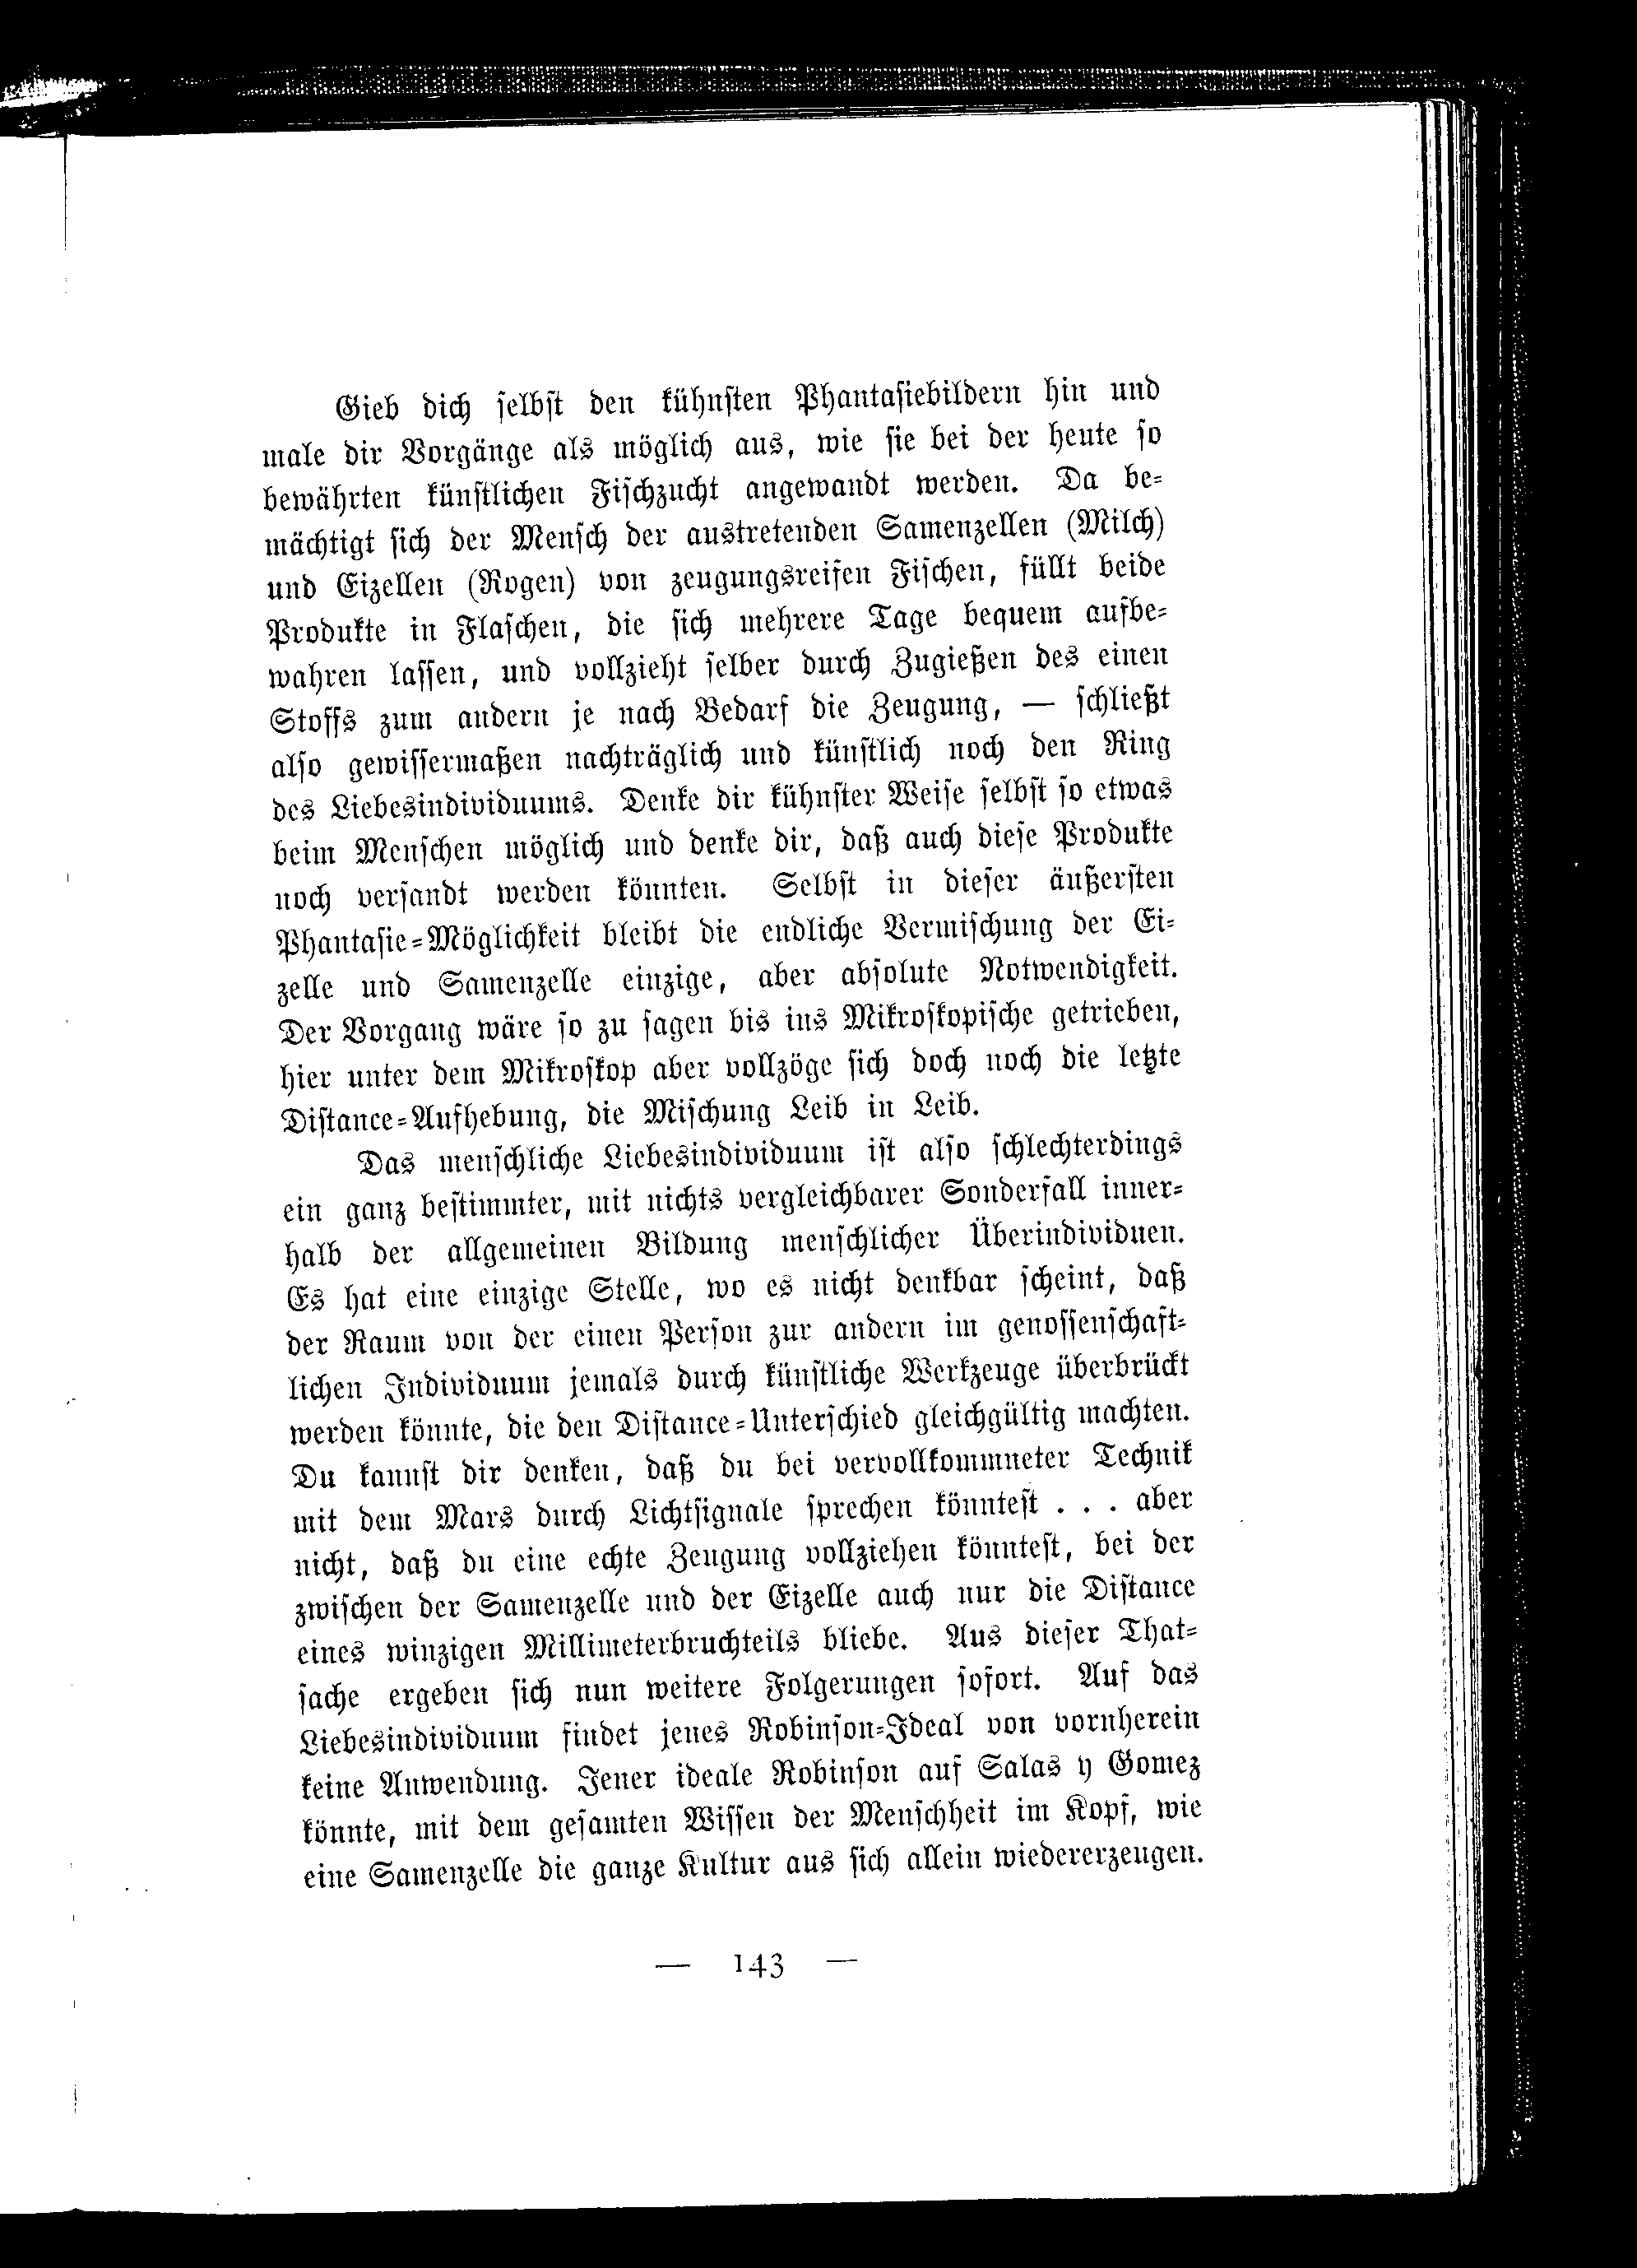 Gieb dich selbst den kühnsten Phantasiebildern hin und
male dir Vorgänge als möglich aus, wie sie bei der heute so
bewährten künstlichen Fischzucht angewandt werden. Da be-
mächtigt sich der Mensch der austretenden Samenzellen (Milch)
und Eizellen (Rogen) von zeugungsreifen Fischen, füllt beide
Produkte in Flaschen, die sich mehrere Tage bequem aufbe-
wahren lassen, und vollzieht selber durch Zugießen des einen
Stoffs zum andern je nach Bedarf die Zeugung, — schließt
also gewissermaßen nachträglich und künstlich noch den Ring
des Liebesindividuums. Denke dir kühnster Weise selbst so etwas
beim Menschen möglich und denke dir, daß auch diese Produkte
noch versandt werden könnten. Selbst in dieser äußersten
Phantasie-Möglichkeit bleibt die endliche Vermischung der Ei-
zelle und Samenzelle einzige, aber absolute Notwendigkeit.
Der Vorgang wäre so zu sagen bis ins Mikroskopische getrieben,
hier unter dem Mikroskop aber vollzöge sich doch noch die letzte
Distance-Aufhebung, die Mischung Leib in Leib.
Das menschliche Liebesindividuum ist also schlechterdings
ein ganz bestimmter, mit nichts vergleichbarer Sonderfall inner-
halb der allgemeinen Bildung menschlicher Überindividuen.
Es hat eine einzige Stelle, wo es nicht denkbar scheint, daß
der Raum von der einen Person zur andern im genossenschaft-
lichen Individuum jemals durch künstliche Werkzeuge überbrückt
werden könnte, die den Distance-Unterschied gleichgültig machten.
Du kannst dir denken, daß du bei vervollkommneter Technik
mit dem Mars durch Lichtsignale sprechen könntest . . . aber
nicht, daß du eine echte Zeugung vollziehen könntest, bei der
zwischen der Samenzelle und der Eizelle auch nur die Distance
eines winzigen Millimeterbruchteils bliebe. Aus dieser That-
sache ergeben sich nun weitere Folgerungen sofort. Auf das
Liebesindividuum findet jenes Robinson-Ideal von vornherein
keine Anwendung. Jener ideale Robinson auf Salas y Gomez
könnte, mit dem gesamten Wissen der Menschheit im Kopf, wie
eine Samenzelle die ganze Kultur aus sich allein wiedererzeugen.
— 143 —